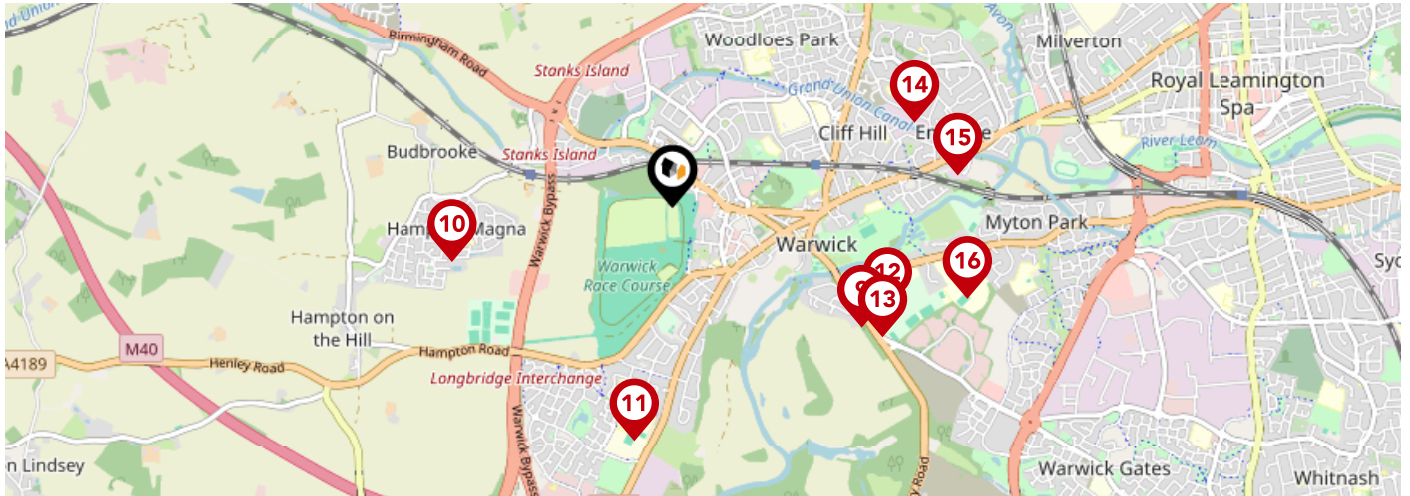 nd Union
Birmingham Road
Woodloes Park
Avon
Milverton
Stanks Island
Royal Leamington
Spa
14
Grand Union Canal
Cliff Hill
15
River Leam
Budbrooke
Stanks Island
Warwick Bypass
10
Myton Park
Warwick
16
12
13
Warwick
Race Course
Syd
Hampton on
the Hill
M40
A4189
Henley Road
Hampton Road
Longbridge Interchange
11
Warwick Bypass
n Lindsey
y Road
Warwick Gates
Whitnash